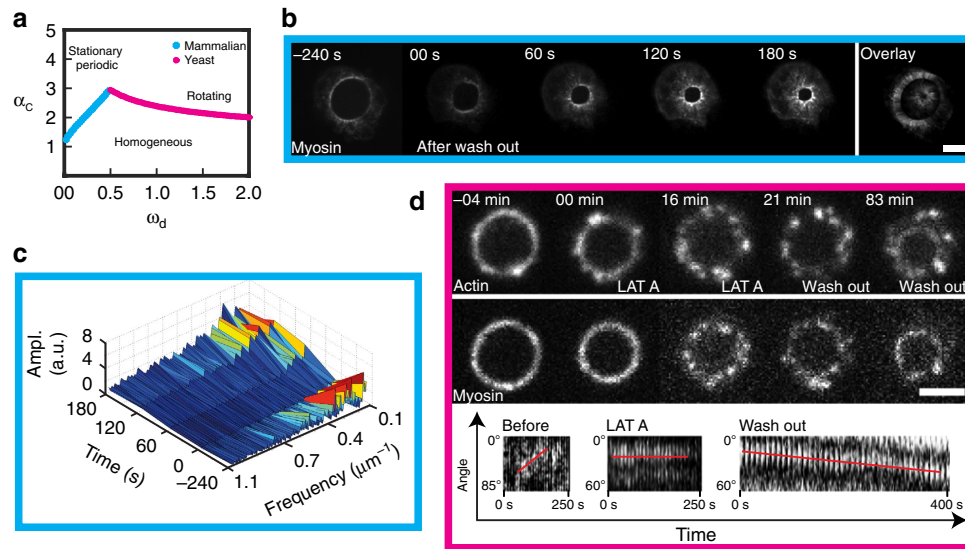 a
5
4
3
2
1
α_C
Stationary
periodic
Mammalian
Yeast
Rotating
Homogeneous
00 0.5 1.0 1.5 2.0
ω_d
b
–240 s 00 s 60 s 120 s 180 s Overlay
Myosin After wash out
c
Ampl.
(a.u.)
8
4
0
180
120
60
0
–240
Time (s)
1.1
0.7
0.4
0.1
Frequency (μm⁻¹)
d
–04 min 00 min 16 min 21 min 83 min
Actin LAT A LAT A Wash out Wash out
Myosin
Before LAT A Wash out
Angle
0° 0° 0°
85° 60° 60°
0 s 250 s 0 s 250 s 0 s 400 s
Time